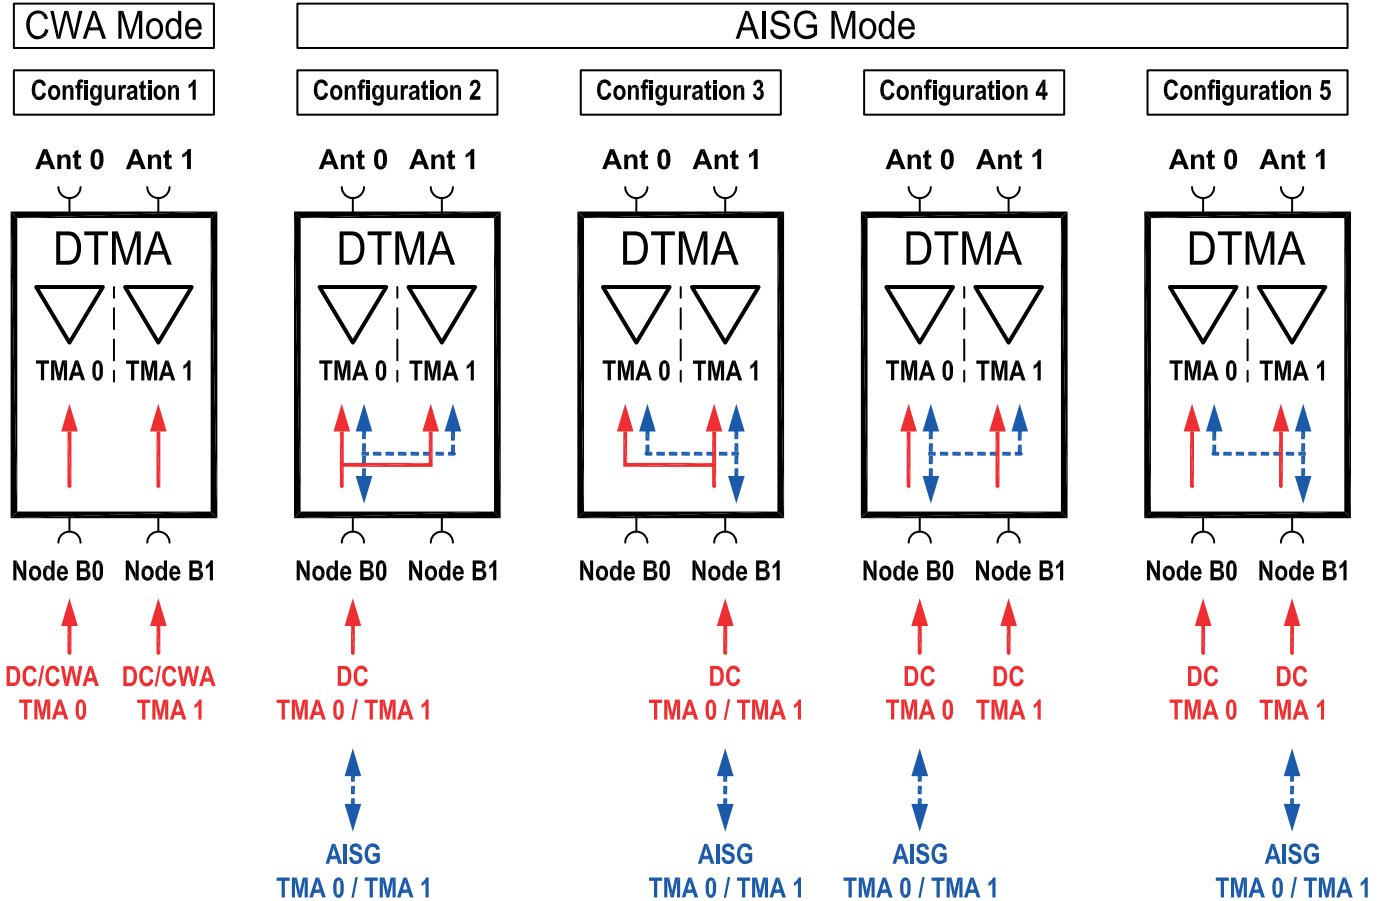 CWA Mode
AISG Mode
Configuration 1
Configuration 2
Configuration 3
Configuration 4
Configuration 5
Ant 0 Ant 1
Ant 0 Ant 1
Ant 0 Ant 1
Ant 0 Ant 1
Ant 0 Ant 1
DTMA
DTMA
DTMA
DTMA
DTMA
TMA 0 TMA 1
TMA 0 TMA 1
TMA 0 TMA 1
TMA 0 TMA 1
TMA 0 TMA 1
Node B0 Node B1
Node B0 Node B1
Node B0 Node B1
Node B0 Node B1
Node B0 Node B1
DC/CWA
TMA 0
DC/CWA
TMA 1
DC
TMA 0 / TMA 1
DC
TMA 0 / TMA 1
DC
TMA 0
DC
TMA 1
DC
TMA 0
DC
TMA 1
AISG
TMA 0 / TMA 1
AISG
TMA 0 / TMA 1
AISG
TMA 0 / TMA 1
AISG
TMA 0 / TMA 1